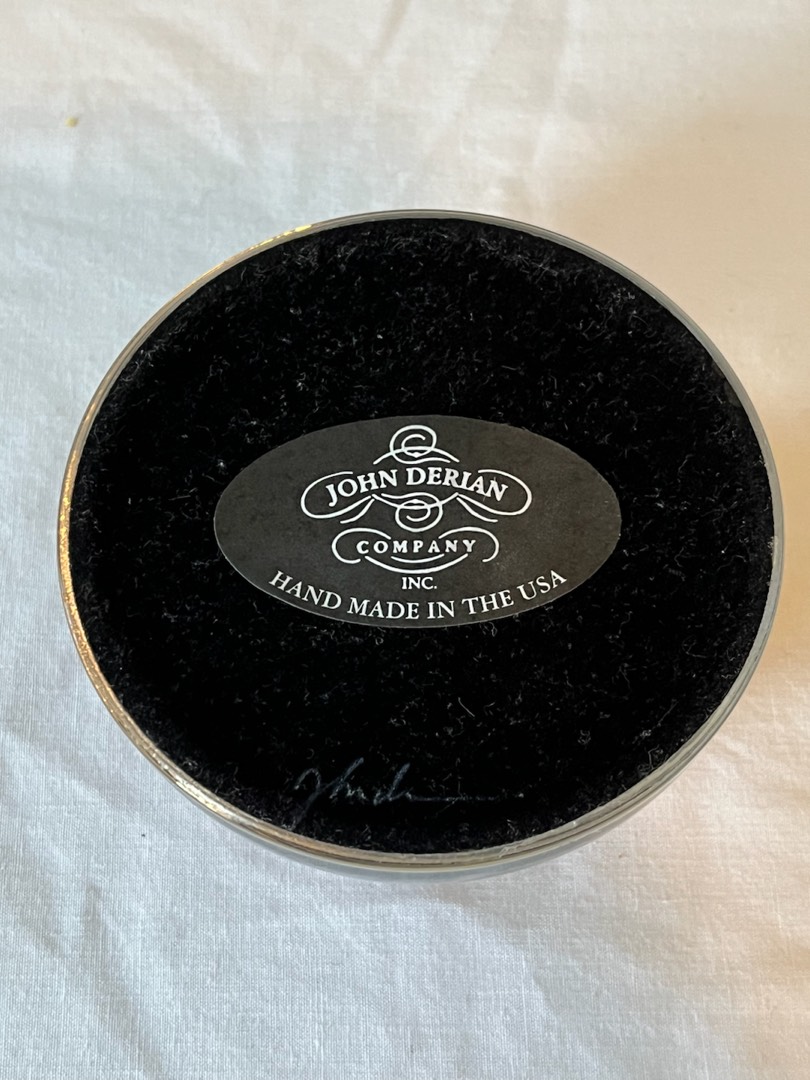 JOHN DERIAN
COMPANY
INC.
HAND MADE IN THE USA